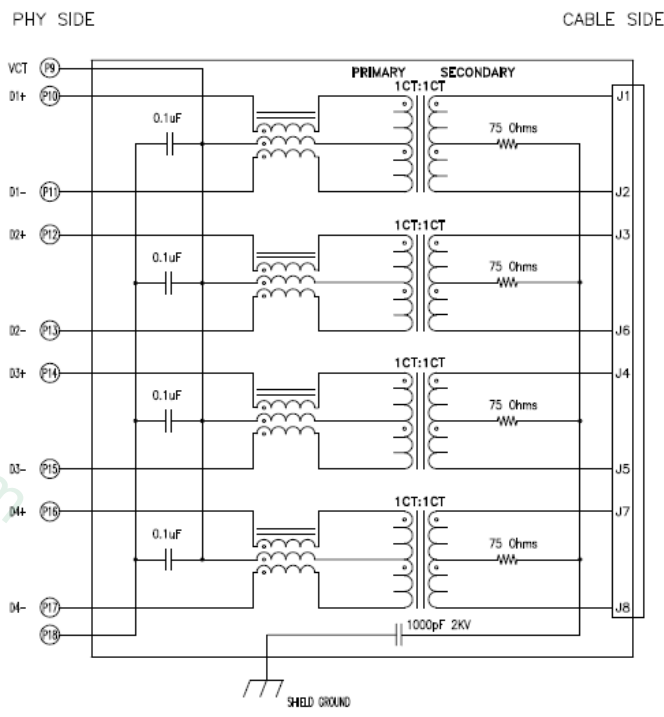 PHY SIDE
CABLE SIDE
VCT P9
PRIMARY SECONDARY
D1+ P10
1CT:1CT
J1
0.1uF
75 Ohms
D1- P11
J2
D2+ P12
1CT:1CT
J3
0.1uF
75 Ohms
D2- P13
J6
D3+ P14
1CT:1CT
J4
0.1uF
75 Ohms
D3- P15
J5
D4+ P16
1CT:1CT
J7
0.1uF
75 Ohms
D4- P17
J8
P18
1000pF 2KV
SHIELD GROUND